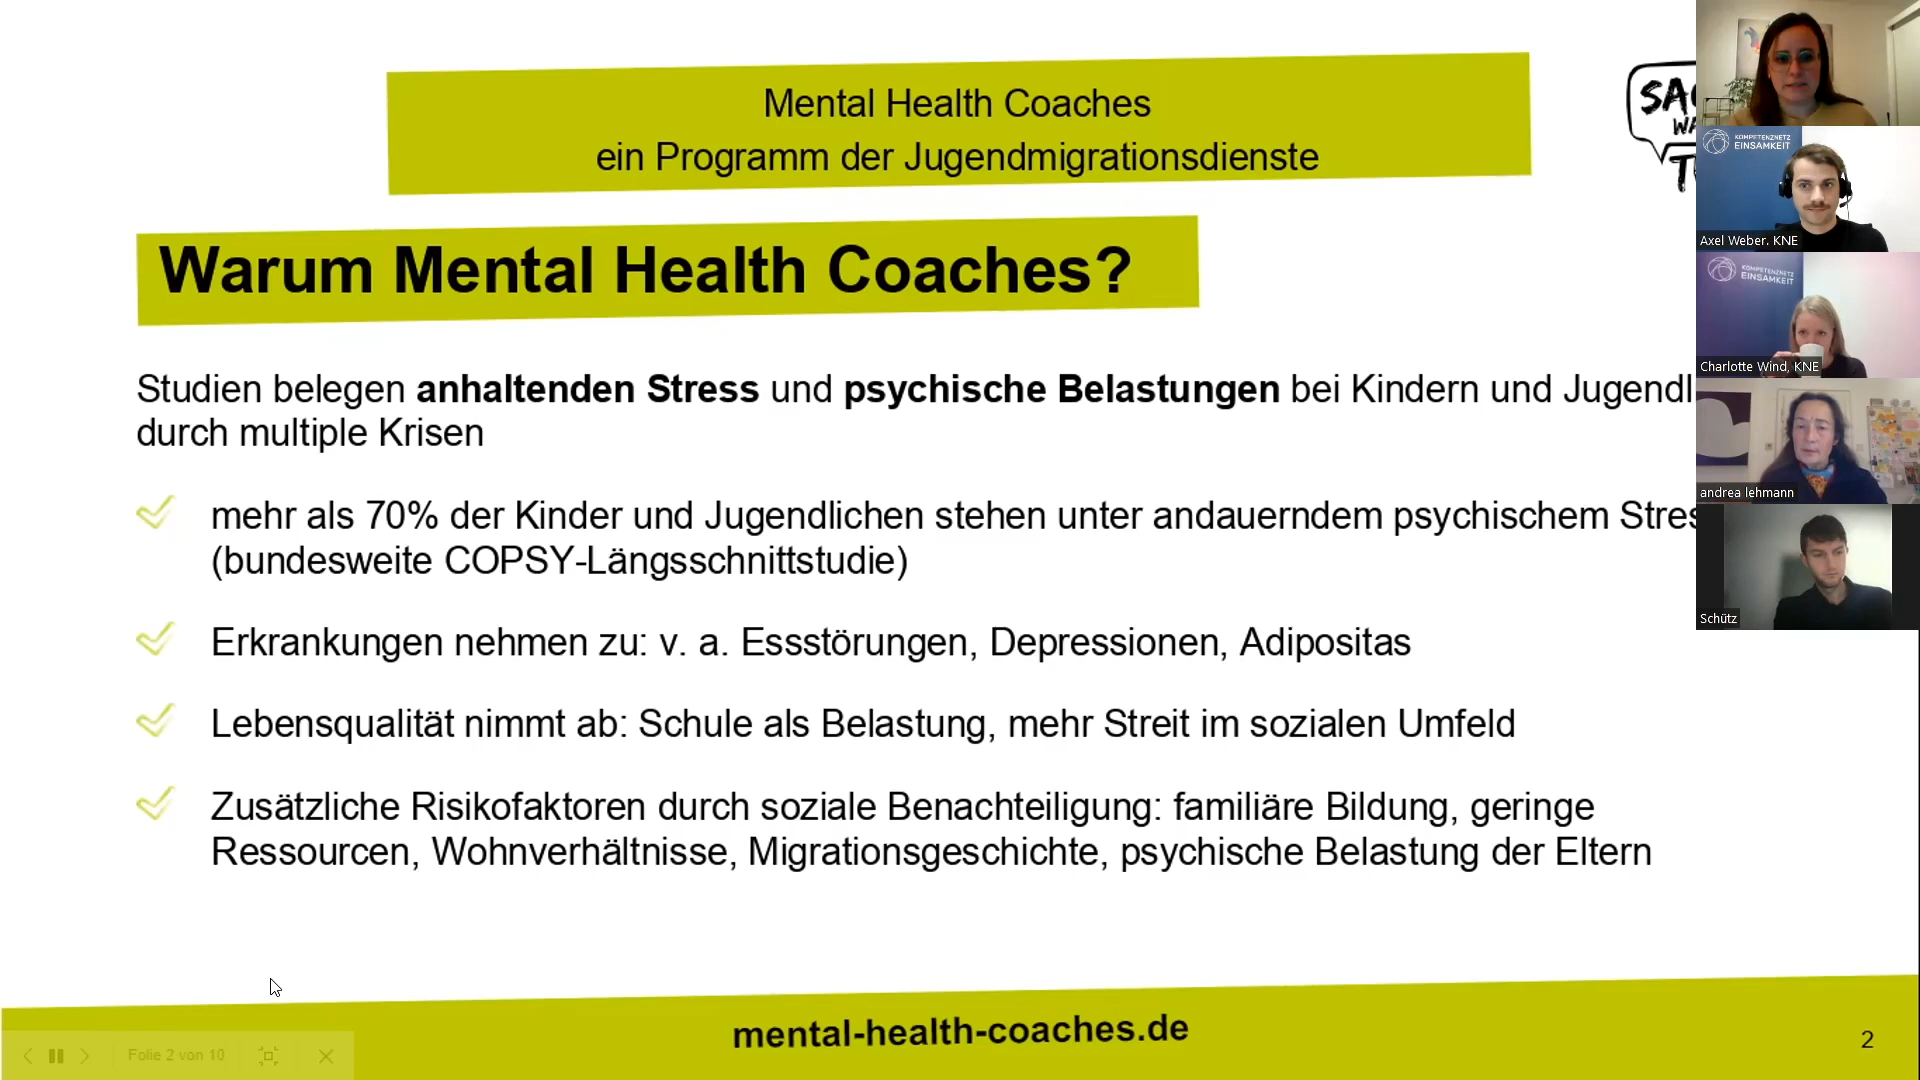 Mental Health Coaches
ein Programm der Jugendmigrationsdienste
Warum Mental Health Coaches?
Studien belegen anhaltenden Stress und psychische Belastungen bei Kindern und Jugendl
durch multiple Krisen
mehr als 70% der Kinder und Jugendlichen stehen unter andauerndem psychischem Stres
(bundesweite COPSY-Längsschnittstudie)
Erkrankungen nehmen zu: v. a. Essstörungen, Depressionen, Adipositas
Lebensqualität nimmt ab: Schule als Belastung, mehr Streit im sozialen Umfeld
Zusätzliche Risikofaktoren durch soziale Benachteiligung: familiäre Bildung, geringe
Ressourcen, Wohnverhältnisse, Migrationsgeschichte, psychische Belastung der Eltern
mental-health-coaches.de
2
Folie 2 von 10
KOMPETENZNETZ
EINSAMKEIT
Axel Weber. KNE
KOMPETENZNETZ
EINSAMKEIT
Charlotte Wind, KNE
andrea lehmann
Schütz